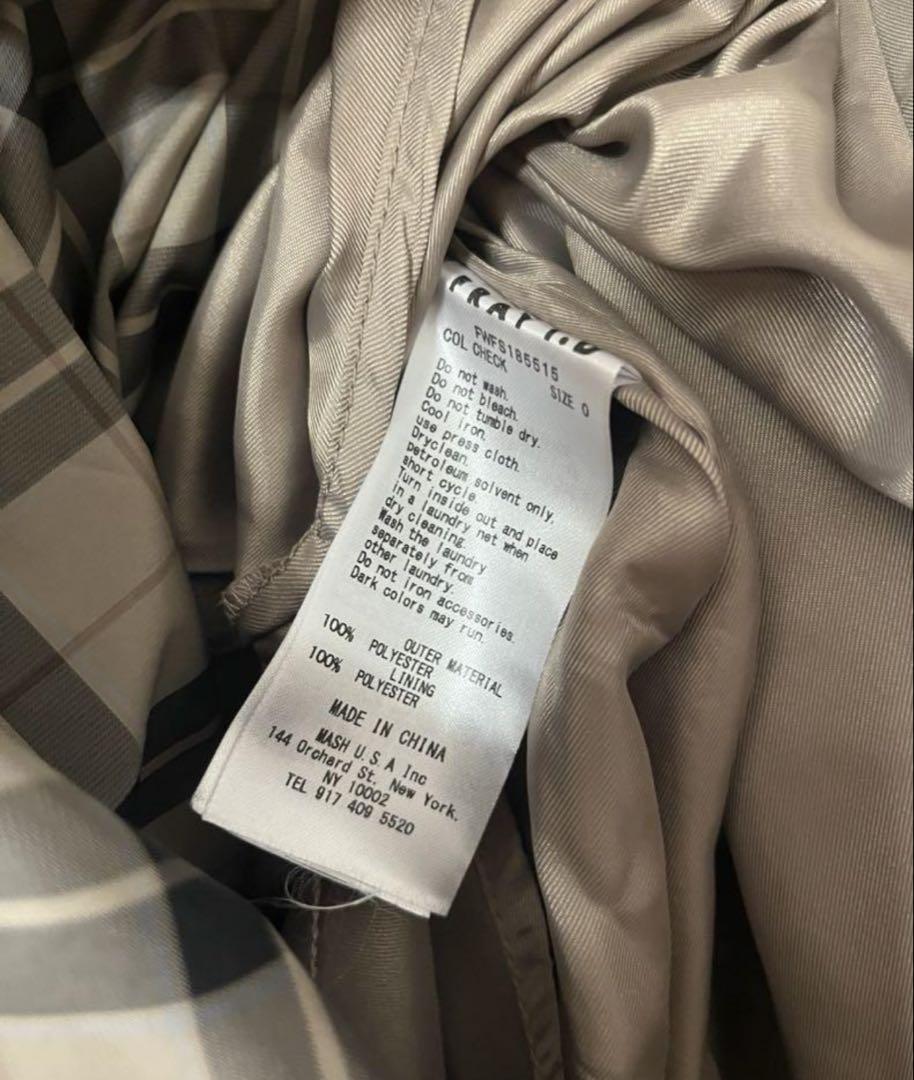 FRAY I.D
FWFS185515
COL CHECK SIZE 0
Do not wash.
Do not bleach.
Do not tumble dry.
Cool iron.
use press cloth.
Dryclean.
petroleum solvent only.
short cycle.
Turn inside out and place
in a laundry net when
dry cleaning.
Wash the laundry
separately from
other laundry.
Do not iron accessories.
Dark colors may run.
OUTER MATERIAL
100% POLYESTER
LINING
100% POLYESTER
MADE IN CHINA
MASH U.S.A Inc
144 Orchard St. New York.
NY 10002
TEL 917 409 5520